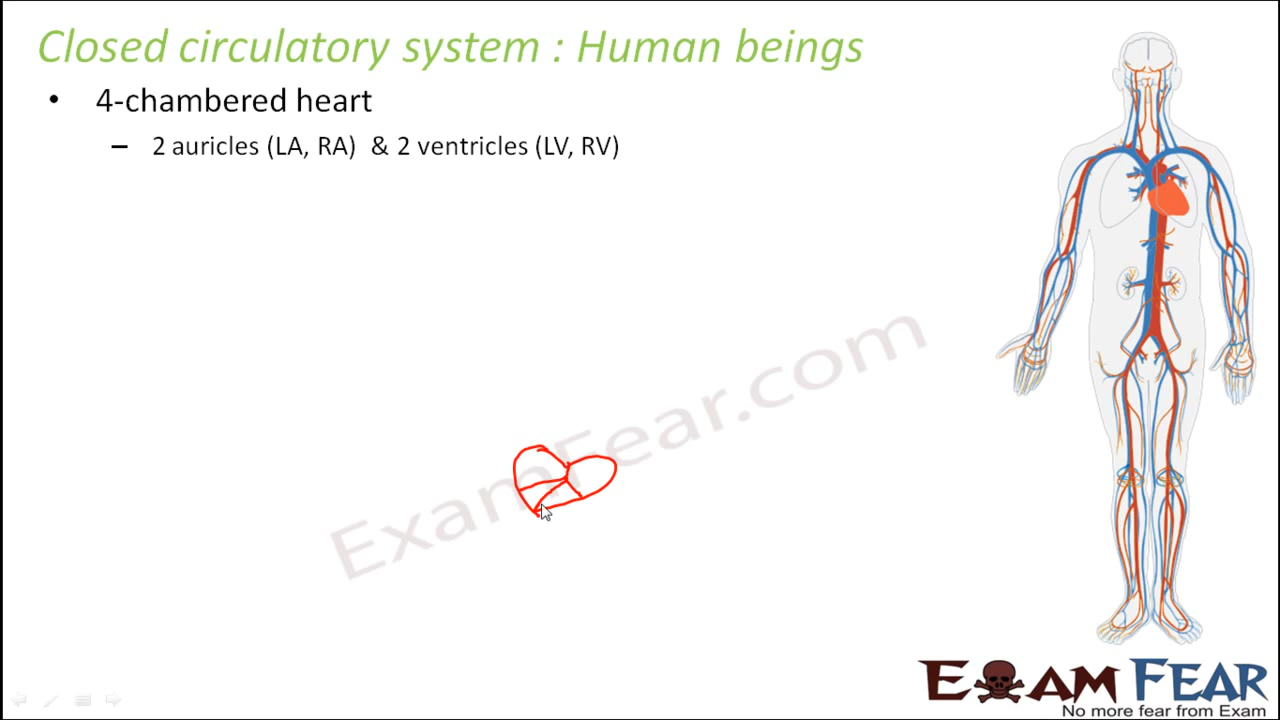 Closed circulatory system : Human beings
• 4-chambered heart
– 2 auricles (LA, RA) & 2 ventricles (LV, RV)
ExamFear.com
EXAM FEAR
No more fear from Exam